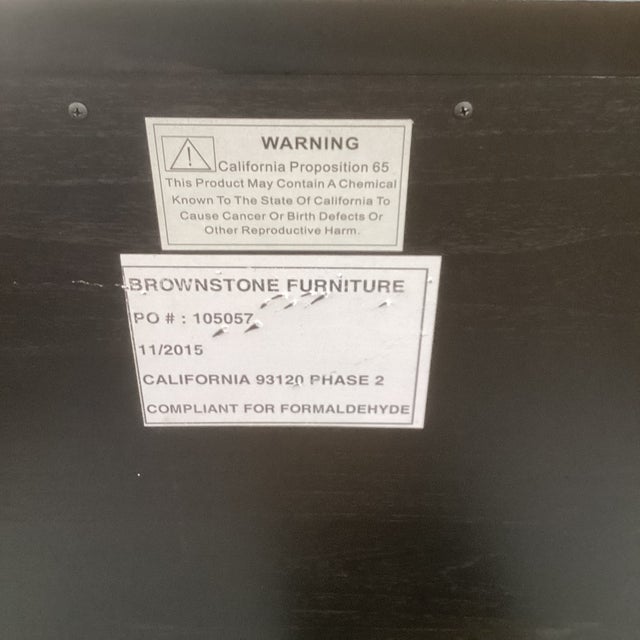 WARNING
California Proposition 65
This Product May Contain A Chemical
Known To The State Of California To
Cause Cancer Or Birth Defects Or
Other Reproductive Harm.
BROWNSTONE FURNITURE
PO # : 105057
11/2015
CALIFORNIA 93120 PHASE 2
COMPLIANT FOR FORMALDEHYDE